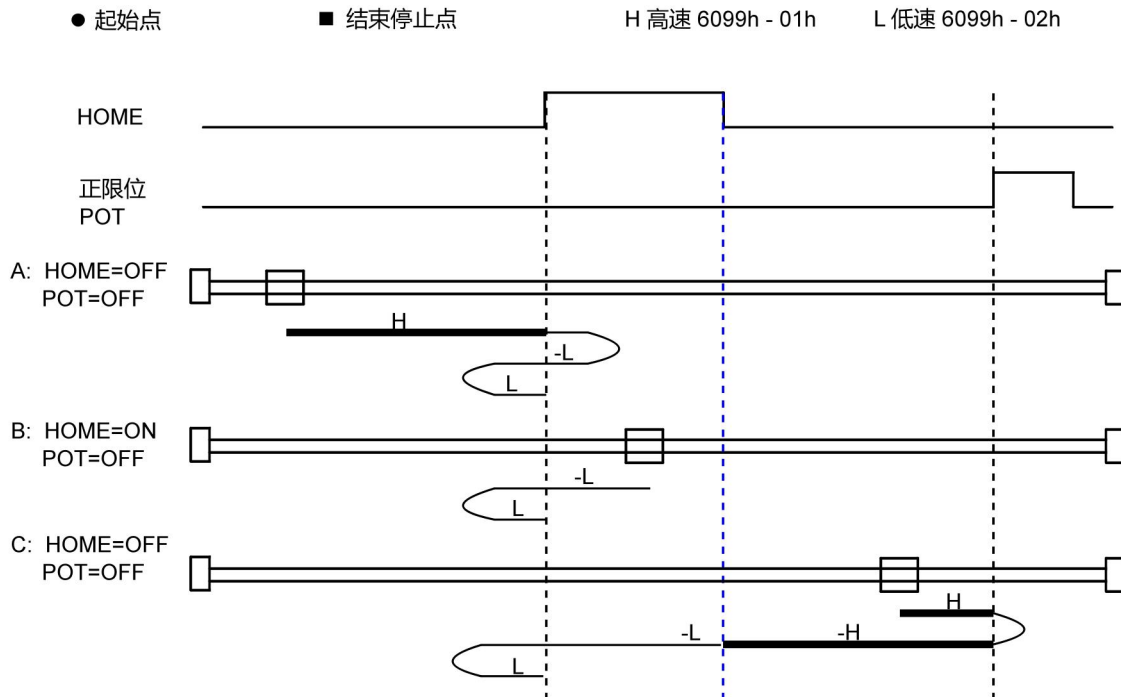 ● 起始点 ■ 结束停止点 H 高速 6099h - 01h L 低速 6099h - 02h
HOME
正限位
POT
A: HOME=OFF
POT=OFF
H
-L
L
B: HOME=ON
POT=OFF
-L
L
C: HOME=OFF
POT=OFF
H
-L -H
L